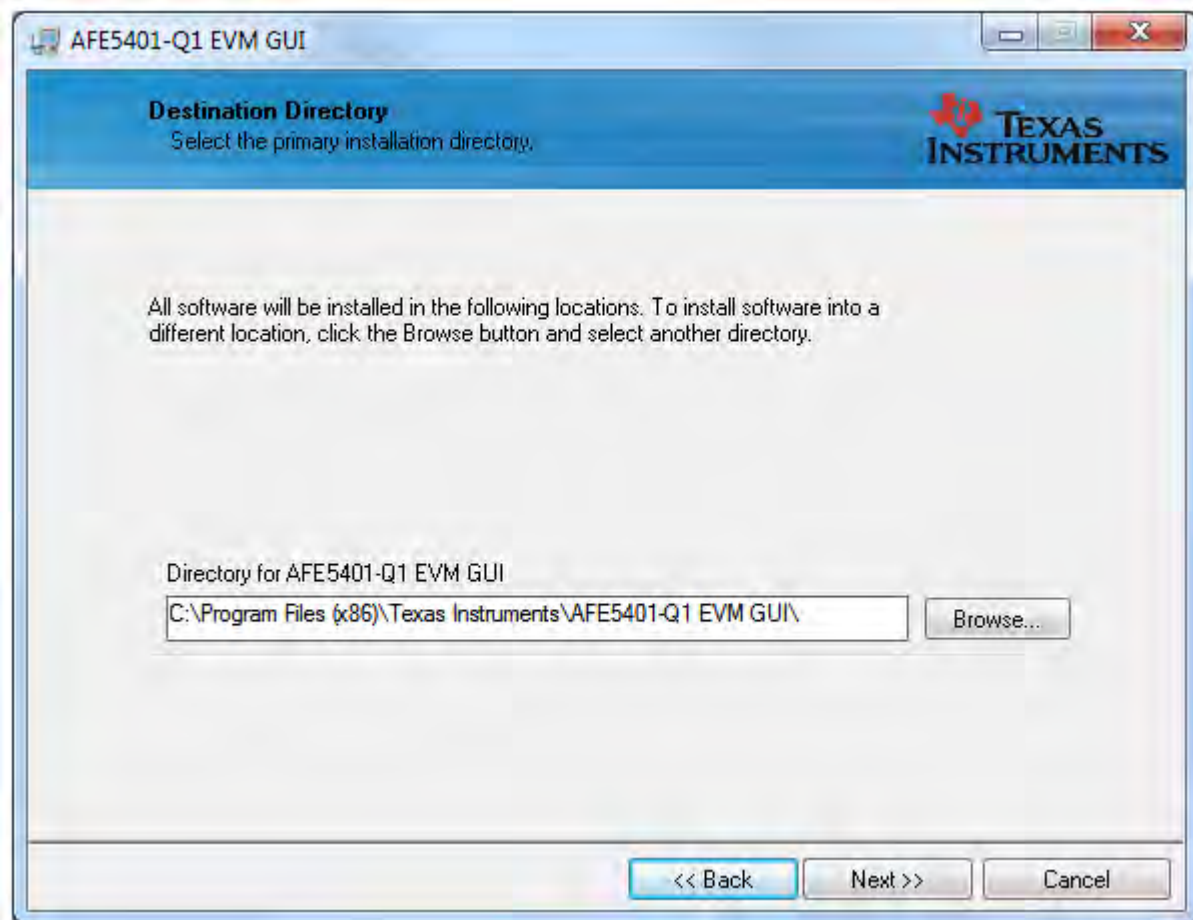 AFE5401-Q1 EVM GUI
Destination Directory
Select the primary installation directory.
TEXAS
INSTRUMENTS
All software will be installed in the following locations. To install software into a
different location, click the Browse button and select another directory.
Directory for AFE5401-Q1 EVM GUI
C:\Program Files (x86)\Texas Instruments\AFE5401-Q1 EVM GUI\
Browse...
<< Back
Next >>
Cancel